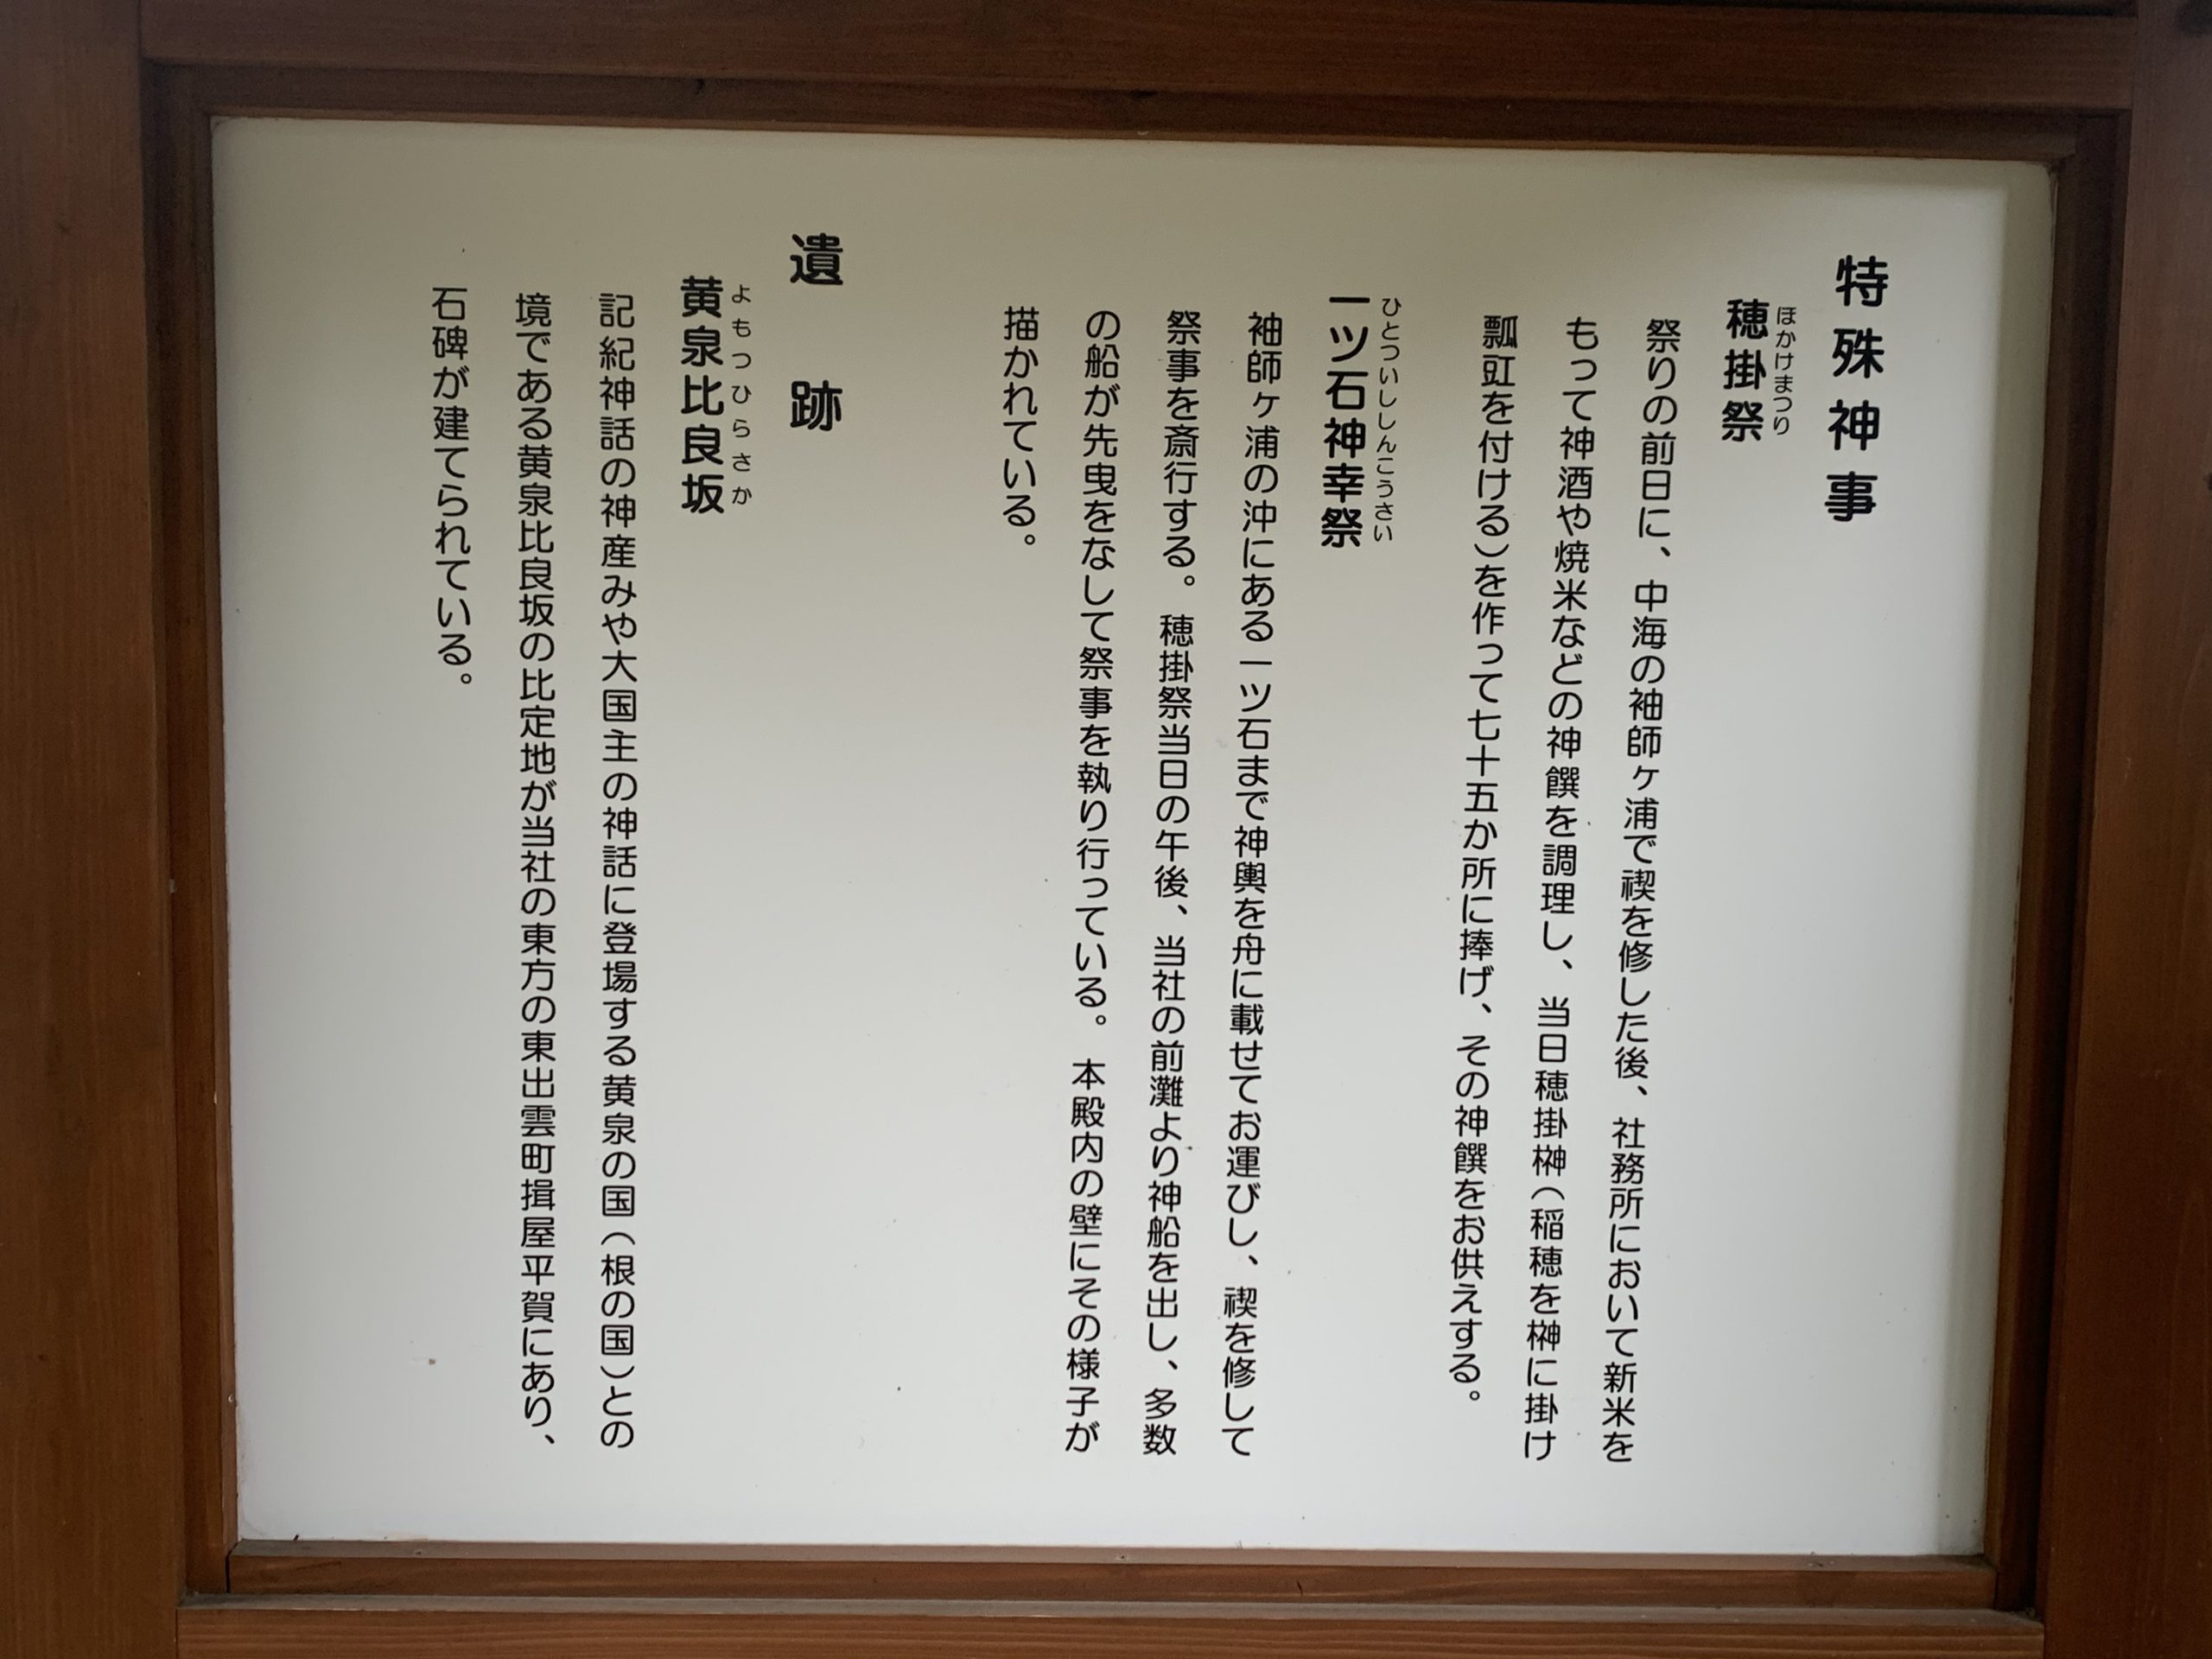 特殊神事
ほかけまつり
穂掛祭
祭りの前日に、中海の袖師ヶ浦で禊を修した後、社務所において新米を
もって神酒や焼米などの神饌を調理し、当日穂掛榊（稲穂を榊に掛け
瓢瓨を付ける）を作って七十五か所に捧げ、その神饌をお供えする。
ひとついししんこうさい
一ツ石神幸祭
袖師ヶ浦の沖にある一ツ石まで神輿を舟に載せてお運びし、禊を修して
祭事を斎行する。穂掛祭当日の午後、当社の前灘より神船を出し、多数
の船が先曳をなして祭事を執り行っている。本殿内の壁にその様子が
描かれている。
遺跡
よもつひらさか
黄泉比良坂
記紀神話の神産みや大国主の神話に登場する黄泉の国（根の国）との
境である黄泉比良坂の比定地が当社の東方の東出雲町揖屋平賀にあり、
石碑が建てられている。